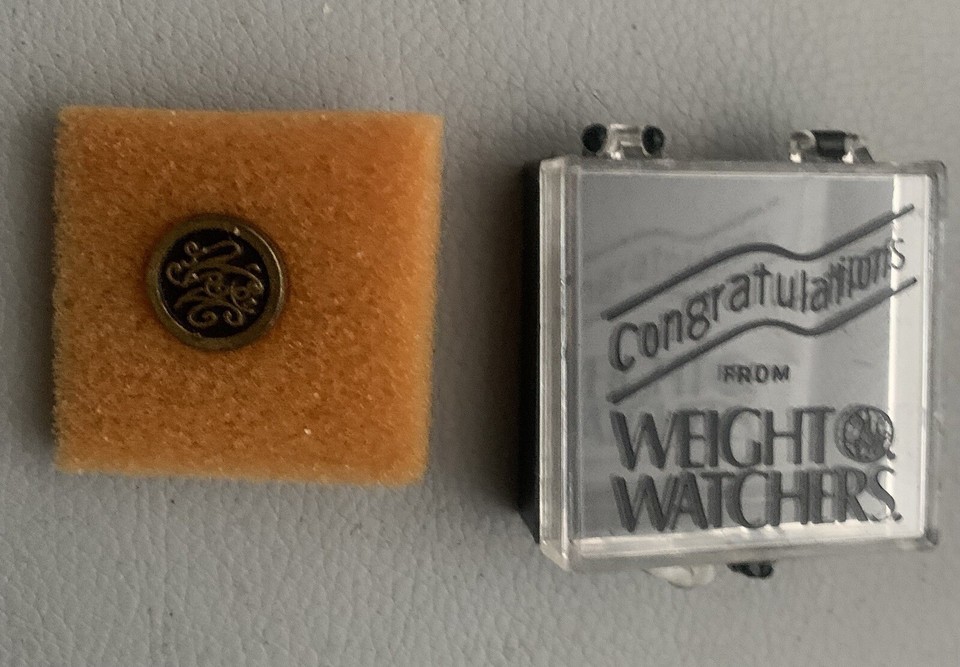 Congratulations
FROM
WEIGHT
WATCHERS.